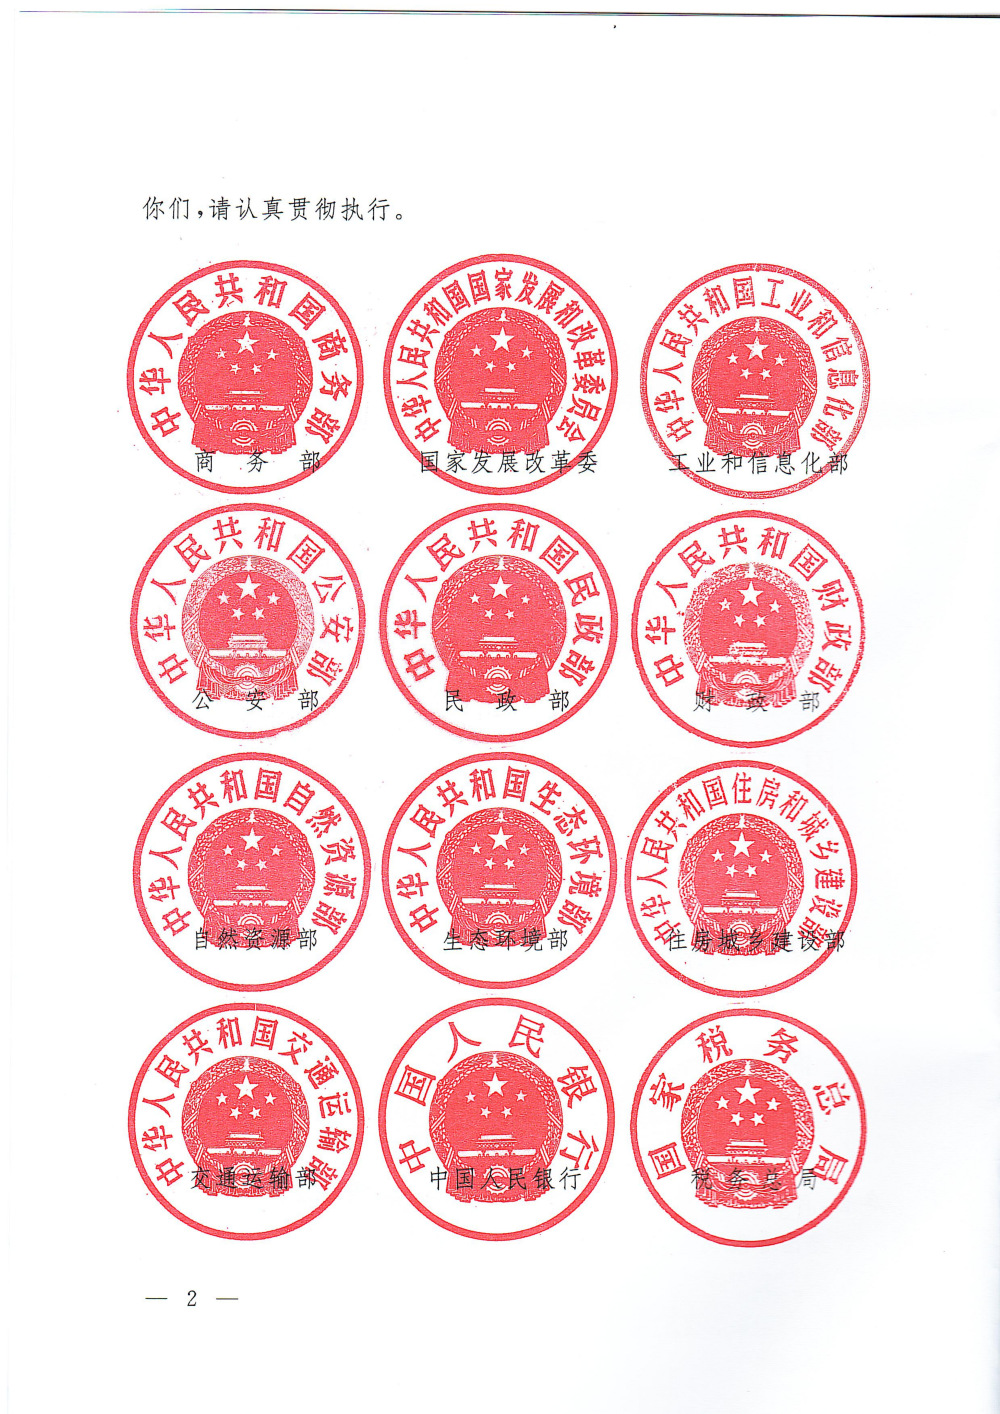 你们,请认真贯彻执行。
中华人民共和国商务部
商务部
中华人民共和国国家发展和改革委员会
国家发展改革委
中华人民共和国工业和信息化部
工业和信息化部
中华人民共和国公安部
公安部
中华人民共和国民政部
民政部
中华人民共和国财政部
财政部
中华人民共和国自然资源部
自然资源部
中华人民共和国生态环境部
生态环境部
中华人民共和国住房和城乡建设部
住房城乡建设部
中华人民共和国交通运输部
交通运输部
中国人民银行
中国人民银行
国家税务总局
税务总局
— 2 —